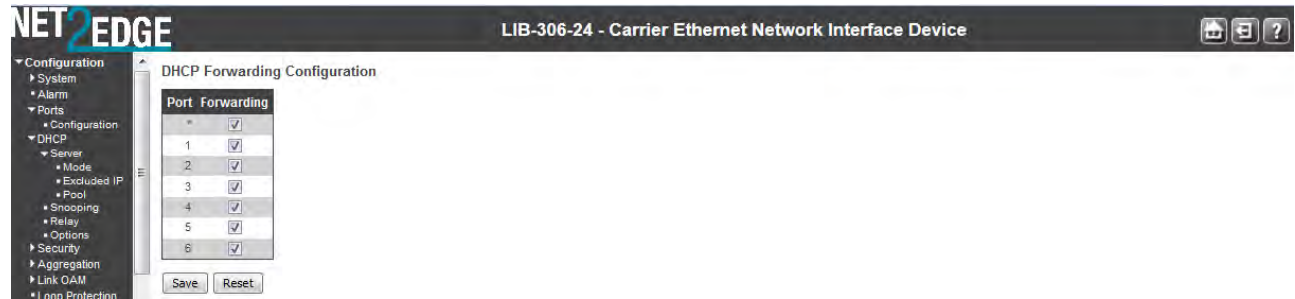 NET2EDGE
LIB-306-24 - Carrier Ethernet Network Interface Device
?
Configuration
System
Alarm
Ports
Configuration
DHCP
Server
Mode
Excluded IP
Pool
Snooping
Relay
Options
Security
Aggregation
Link OAM
Loop Protection
DHCP Forwarding Configuration
Port Forwarding
*
1
2
3
4
5
6
Save Reset